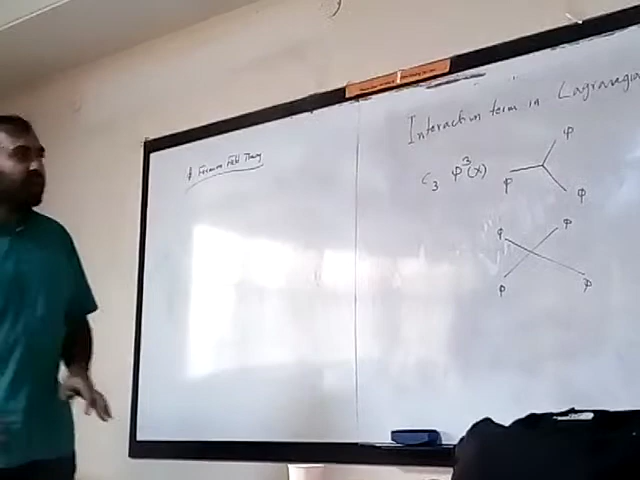 Fermion Field Theory
Interaction term in Lagrangian
C₃ φ³(x)
φ
φ
φ
φ
φ
φ
φ